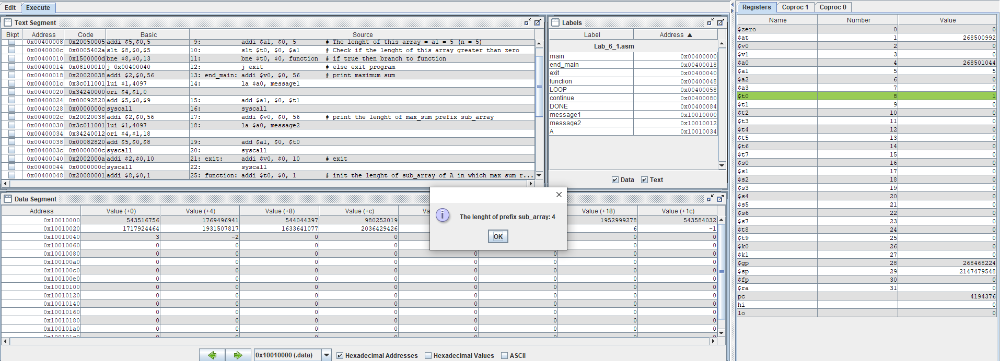 Edit Execute
Text Segment
Bkpt Address Code Basic Source
0x00400008 0x20050005 addi $5,$0,5 9: addi $a1, $0, 5 # The lenght of this array = a1 = 5 (n = 5)
0x0040000c 0x0005402a slt $8,$0,$5 10: slt $t0, $0, $a1 # Check if the lenght of this array greater than zero
0x00400010 0x1500000d bne $8,$0,13 11: bne $t0, $0, function # if true then branch to function
0x00400014 0x08100010 j 0x00400040 12: j exit # else exit program
0x00400018 0x20020038 addi $2,$0,56 13: end_main: addi $v0, $0, 56 # print maximum sum
0x0040001c 0x3c011001 lui $1,4097 14: la $a0, message1
0x00400020 0x34240000 ori $4,$1,0
0x00400024 0x00092820 add $5,$0,$9 15: add $a1, $0, $t1
0x00400028 0x0000000c syscall 16: syscall
0x0040002c 0x20020038 addi $2,$0,56 17: addi $v0, $0, 56 # print the lenght of max_sum prefix sub_array
0x00400030 0x3c011001 lui $1,4097 18: la $a0, message2
0x00400034 0x34240012 ori $4,$1,18
0x00400038 0x00082820 add $5,$0,$8 19: add $a1, $0, $t0
0x0040003c 0x0000000c syscall 20: syscall
0x00400040 0x2002000a addi $2,$0,10 21: exit: addi $v0, $0, 10 # exit
0x00400044 0x0000000c syscall 22: syscall
0x00400048 0x20080001 addi $8,$0,1 25: function: addi $t0, $0, 1 # init the lenght of sub_array of A in which max sum r...
Labels
Label Address ▲
Lab_6_1.asm
main 0x00400000
end_main 0x00400018
exit 0x00400040
function 0x00400048
LOOP 0x00400058
continue 0x00400080
DONE 0x00400084
message1 0x10010000
message2 0x10010012
A 0x10010034
Data Text
Data Segment
Address Value (+0) Value (+4) Value (+8) Value (+c) Va Value (+18) Value (+1c)
0x10010000 543516756 1769496941 544044397 980252019 1952999278 543584032
0x10010020 1717924464 1931507817 1633641077 2036429426 6 -1
0x10010040 3 -2 0 0 0 0
0x10010060 0 0 0 0 0 0
0x10010080 0 0 0 0 0 0 0 0
0x100100a0 0 0 0 0 0 0 0 0
0x100100c0 0 0 0 0 0 0 0 0
0x100100e0 0 0 0 0 0 0 0 0
0x10010100 0 0 0 0 0 0 0 0
0x10010120 0 0 0 0 0 0 0 0
0x10010140 0 0 0 0 0 0 0 0
0x10010160 0 0 0 0 0 0 0 0
0x10010180 0 0 0 0 0 0 0 0
0x100101a0 0 0 0 0 0 0 0 0
0x100101c0 0 0 0 0 0 0 0 0
The lenght of prefix sub_array: 4
OK
0x10010000 (.data) Hexadecimal Addresses Hexadecimal Values ASCII
Registers Coproc 1 Coproc 0
Name Number Value
$zero 0 0
$at 1 268500992
$v0 2 0
$v1 3 0
$a0 4 268501044
$a1 5 5
$a2 6 0
$a3 7 0
$t0 8 1
$t1 9 0
$t2 10 0
$t3 11 0
$t4 12 0
$t5 13 0
$t6 14 0
$t7 15 0
$s0 16 0
$s1 17 0
$s2 18 0
$s3 19 0
$s4 20 0
$s5 21 0
$s6 22 0
$s7 23 0
$t8 24 0
$t9 25 0
$k0 26 0
$k1 27 0
$gp 28 268468224
$sp 29 2147479548
$fp 30 0
$ra 31 0
pc 4194376
hi 0
lo 0